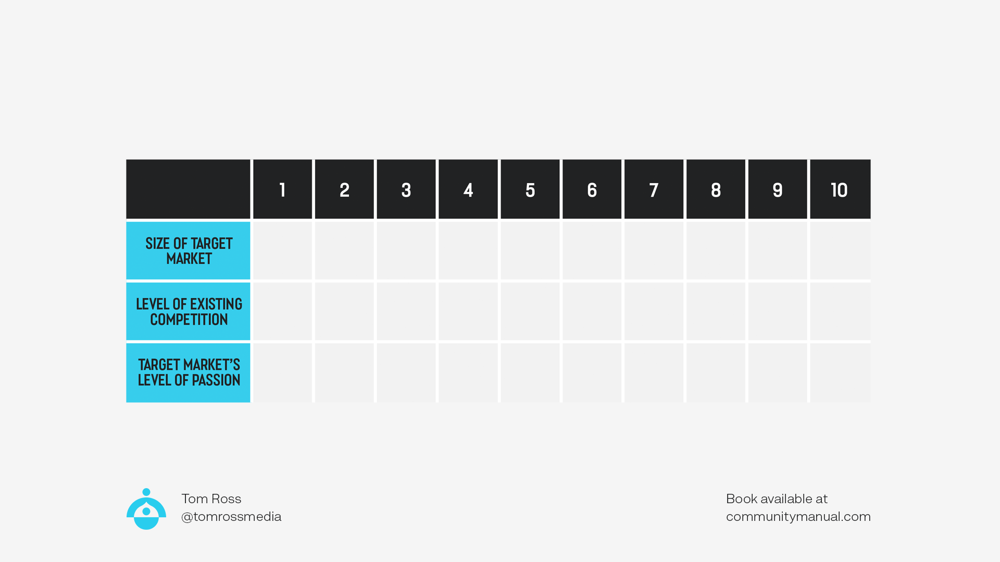 1 2 3 4 5 6 7 8 9 10
SIZE OF TARGET
MARKET
LEVEL OF EXISTING
COMPETITION
TARGET MARKET’S
LEVEL OF PASSION
Tom Ross
@tomrossmedia
Book available at
communitymanual.com